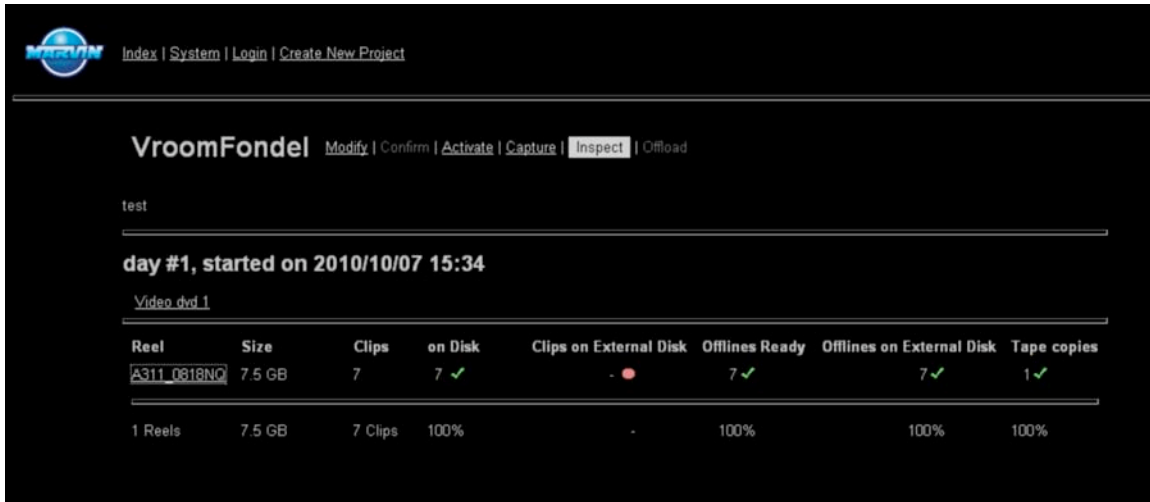 MARVIN
Index | System | Login | Create New Project
VroomFondel Modify | Confirm | Activate | Capture | Inspect | Offload
test
day #1, started on 2010/10/07 15:34
Video dvd 1
Reel Size Clips on Disk Clips on External Disk Offlines Ready Offlines on External Disk Tape copies
A311_0818NQ 7.5 GB 7 7 ✓ - 7 ✓ 7 ✓ 1 ✓
1 Reels 7.5 GB 7 Clips 100% - 100% 100% 100%